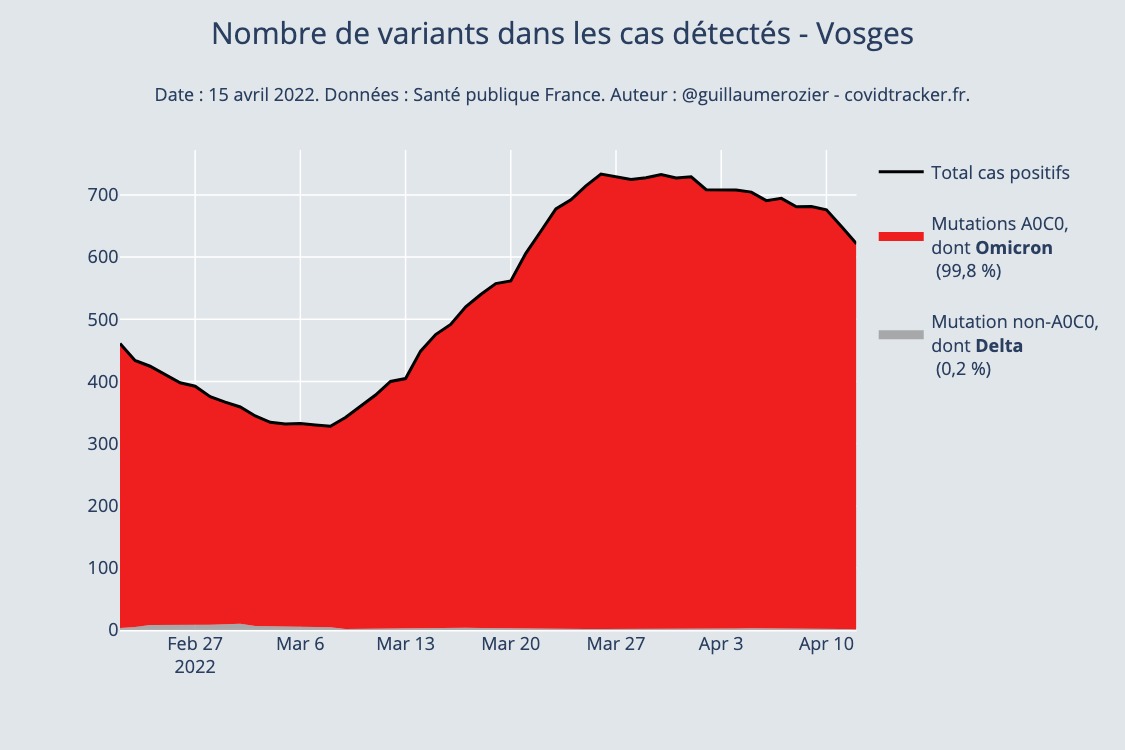 Nombre de variants dans les cas détectés - Vosges
Date : 15 avril 2022. Données : Santé publique France. Auteur : @guillaumerozier - covidtracker.fr.
Total cas positifs
Mutations A0C0,
dont Omicron
(99,8 %)
Mutation non-A0C0,
dont Delta
(0,2 %)
700
600
500
400
300
200
100
0
Feb 27
2022
Mar 6
Mar 13
Mar 20
Mar 27
Apr 3
Apr 10